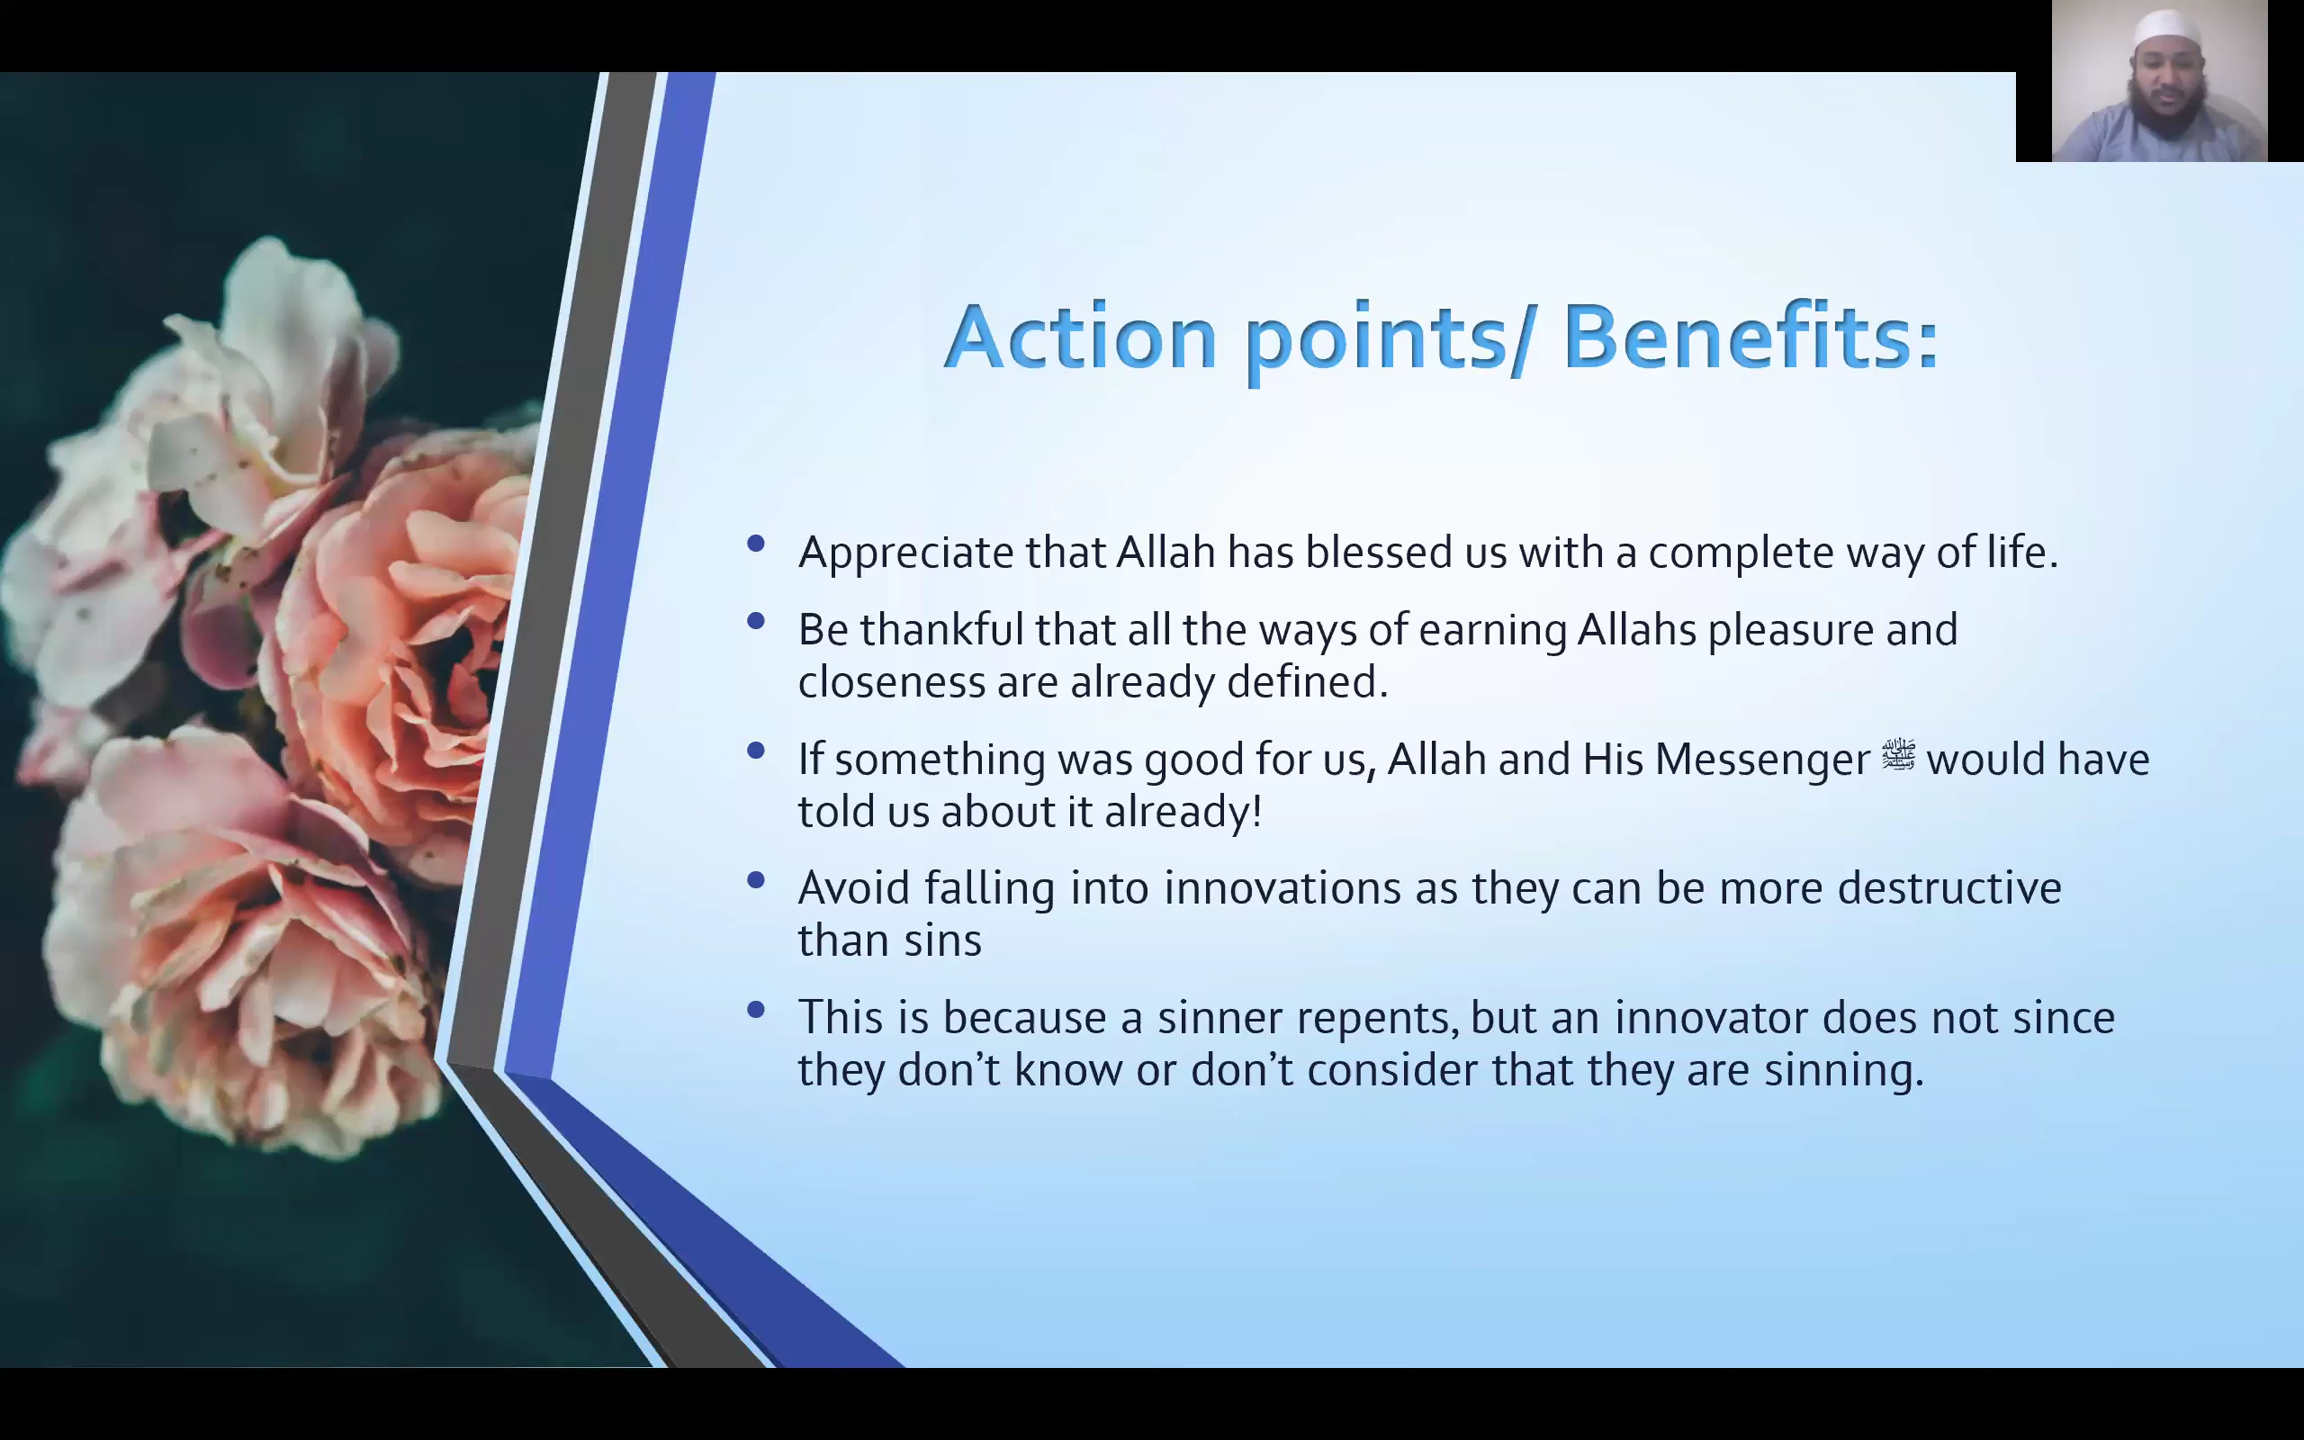 Action points/ Benefits:
• Appreciate that Allah has blessed us with a complete way of life.
• Be thankful that all the ways of earning Allahs pleasure and
closeness are already defined.
• If something was good for us, Allah and His Messenger ﷺ would have
told us about it already!
• Avoid falling into innovations as they can be more destructive
than sins
• This is because a sinner repents, but an innovator does not since
they don’t know or don’t consider that they are sinning.